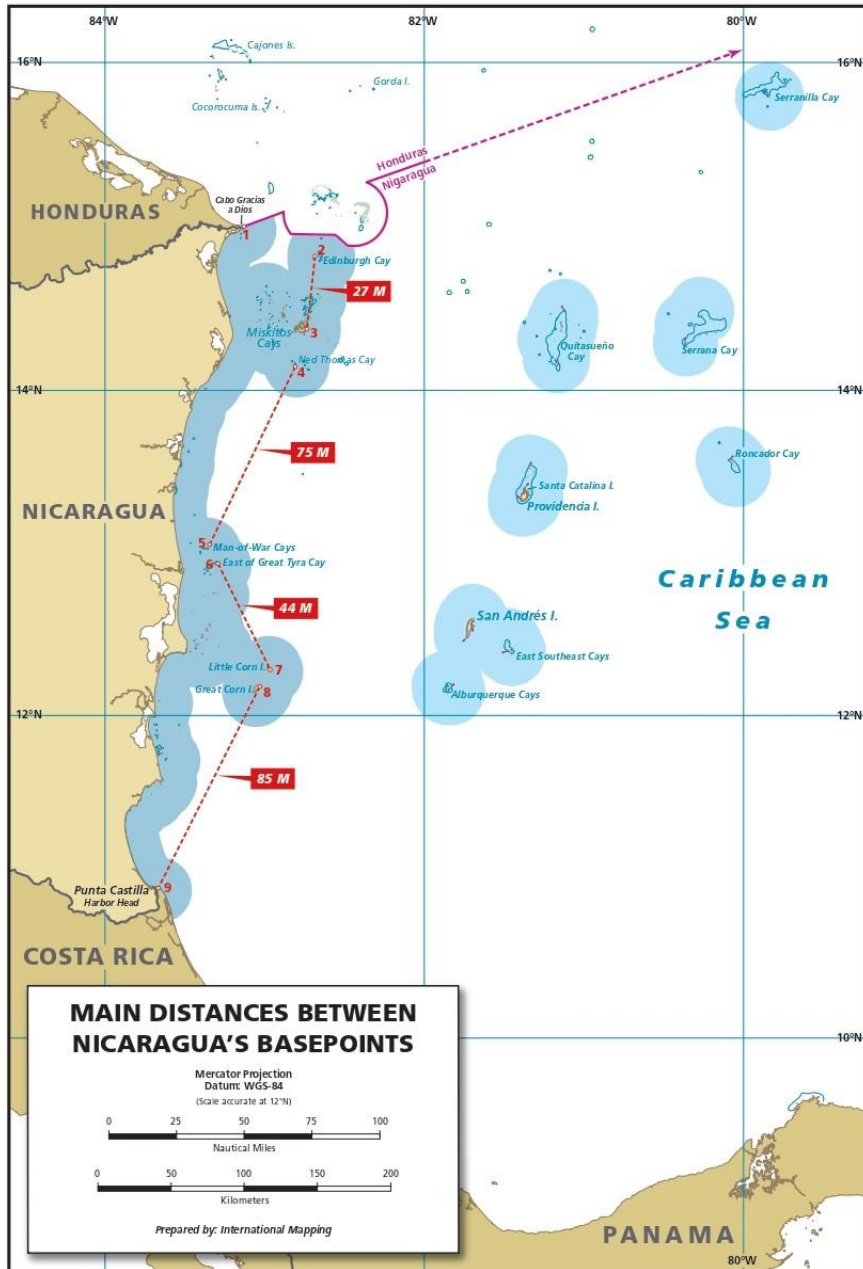 84°W
82°W
80°W
16°N
16°N
Cajones Is.
Gorda I.
Cocorocuma Is.
Serranilla Cay
Honduras
Nigaragua
HONDURAS
Cabo Gracias
a Dios
1
2
Edinburgh Cay
27 M
Miskitos
Cays
3
Ned Thomas Cay
4
Quitasueño
Cay
Serrana Cay
14°N
14°N
75 M
Roncador Cay
Santa Catalina I.
Providencia I.
NICARAGUA
5
Man-of-War Cays
6
East of Great Tyra Cay
Caribbean
Sea
44 M
San Andrés I.
East Southeast Cays
Little Corn I.
7
Great Corn I.
8
Alburquerque Cays
12°N
12°N
85 M
Punta Castilla
Harbor Head
9
COSTA RICA
10°N
MAIN DISTANCES BETWEEN
NICARAGUA'S BASEPOINTS
Mercator Projection
Datum: WGS-84
(Scale accurate at 12°N)
0 25 50 75 100
Nautical Miles
0 50 100 150 200
Kilometers
Prepared by: International Mapping
PANAMA
80°W